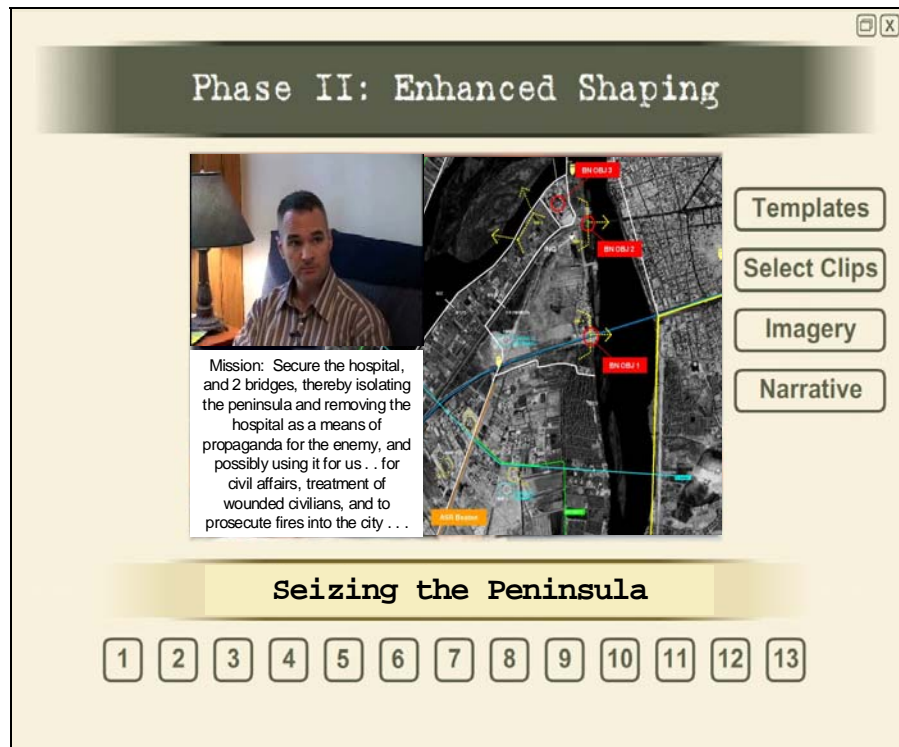 X
Phase II: Enhanced Shaping
BN OBJ 3
BN OBJ 2
BN OBJ 1
ASR Boston
Mission: Secure the hospital,
and 2 bridges, thereby isolating
the peninsula and removing the
hospital as a means of
propaganda for the enemy, and
possibly using it for us . . for
civil affairs, treatment of
wounded civilians, and to
prosecute fires into the city . . .
Templates
Select Clips
Imagery
Narrative
Seizing the Peninsula
1 2 3 4 5 6 7 8 9 10 11 12 13